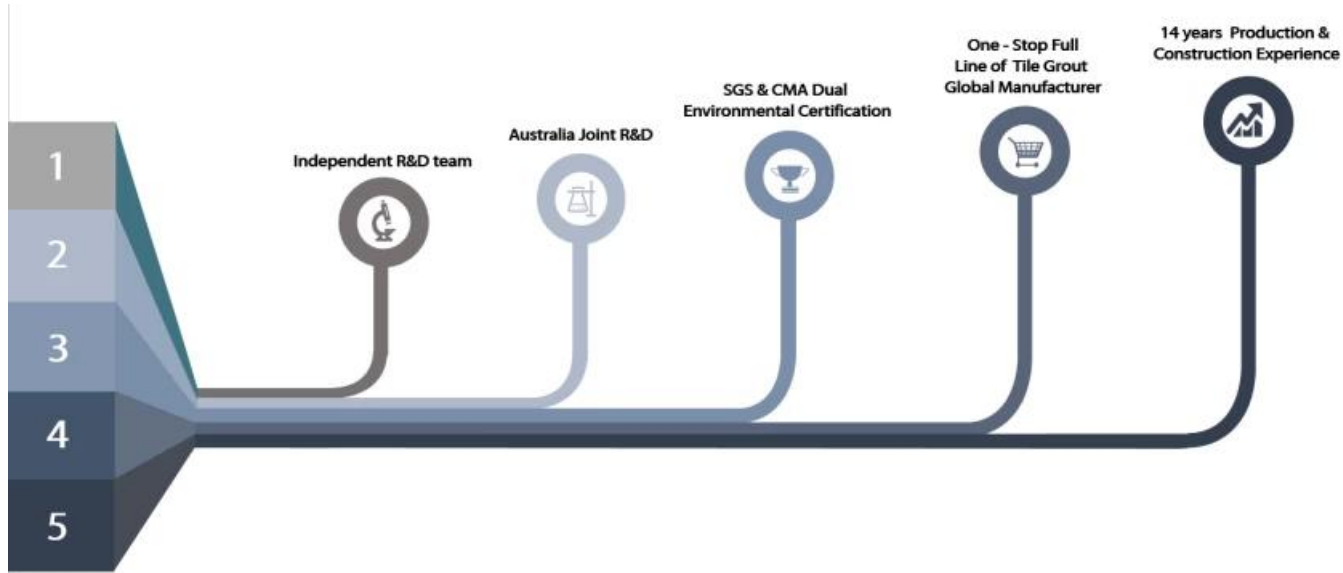 1
2
3
4
5
Independent R&D team
Australia Joint R&D
SGS & CMA Dual
Environmental Certification
One - Stop Full
Line of Tile Grout
Global Manufacturer
14 years Production &
Construction Experience